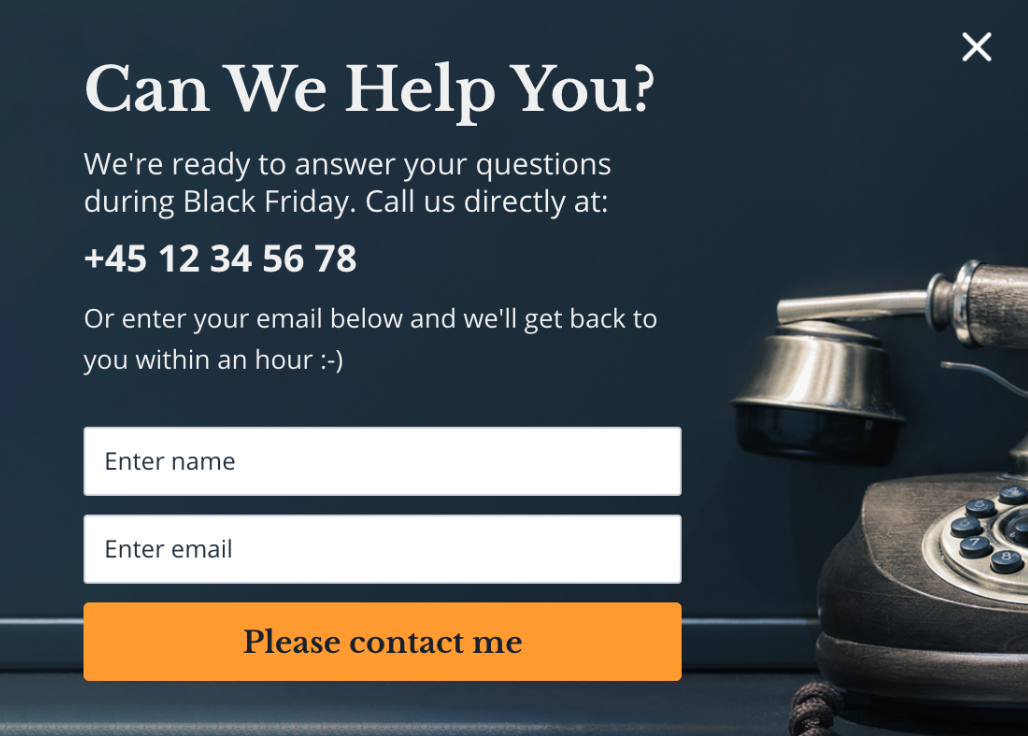 Can We Help You?
We're ready to answer your questions
during Black Friday. Call us directly at:
+45 12 34 56 78
Or enter your email below and we'll get back to
you within an hour :-)
Enter name
Enter email
Please contact me